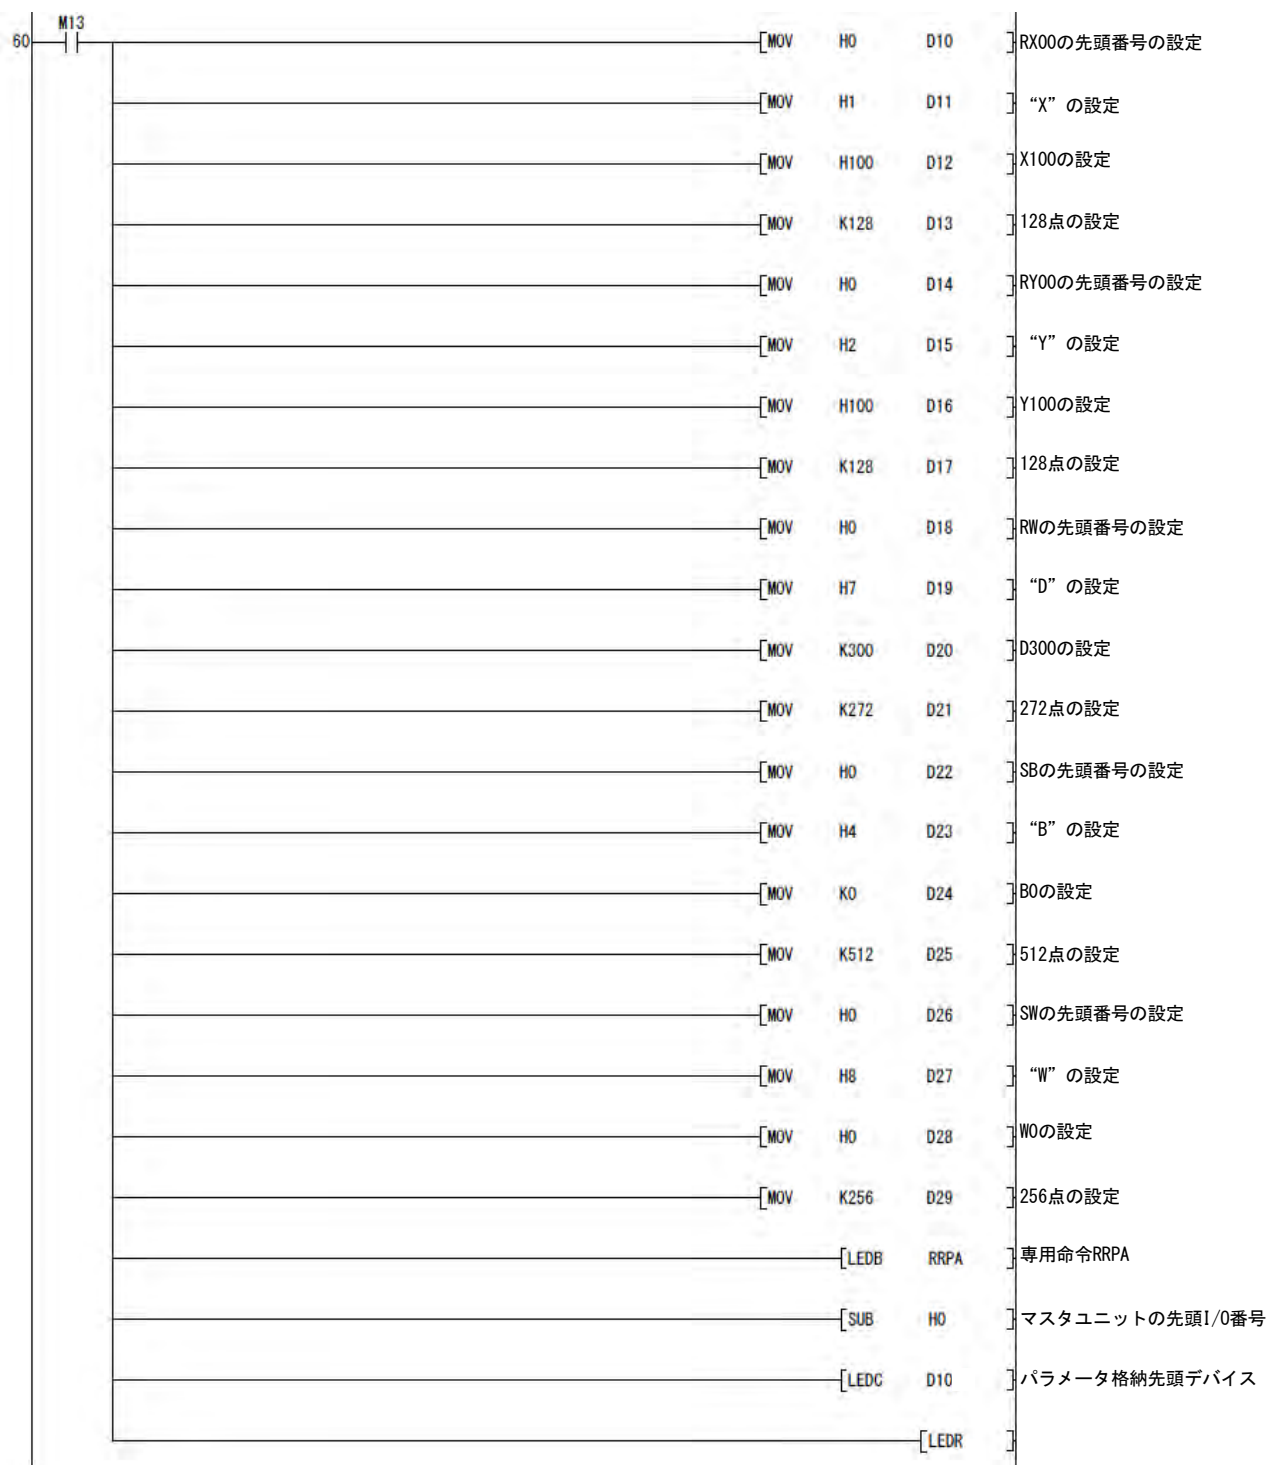 M13
60 MOV H0 D10 RX00の先頭番号の設定
MOV H1 D11 “X”の設定
MOV H100 D12 X100の設定
MOV K128 D13 128点の設定
MOV H0 D14 RY00の先頭番号の設定
MOV H2 D15 “Y”の設定
MOV H100 D16 Y100の設定
MOV K128 D17 128点の設定
MOV H0 D18 RWの先頭番号の設定
MOV H7 D19 “D”の設定
MOV K300 D20 D300の設定
MOV K272 D21 272点の設定
MOV H0 D22 SBの先頭番号の設定
MOV H4 D23 “B”の設定
MOV K0 D24 B0の設定
MOV K512 D25 512点の設定
MOV H0 D26 SWの先頭番号の設定
MOV H8 D27 “W”の設定
MOV H0 D28 W0の設定
MOV K256 D29 256点の設定
LEDB RRPA 専用命令RRPA
SUB H0 マスタユニットの先頭I/O番号
LEDC D10 パラメータ格納先頭デバイス
LEDR